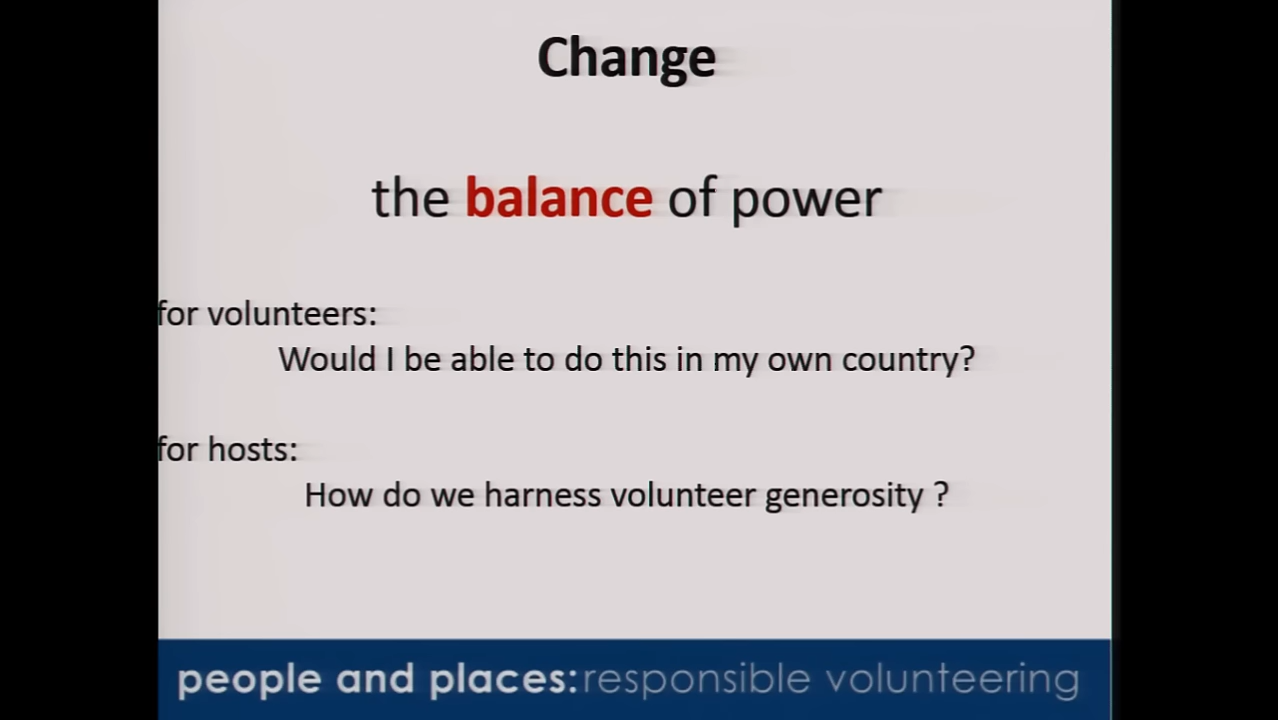 Change
the balance of power
for volunteers:
Would I be able to do this in my own country?
for hosts:
How do we harness volunteer generosity ?
people and places: responsible volunteering